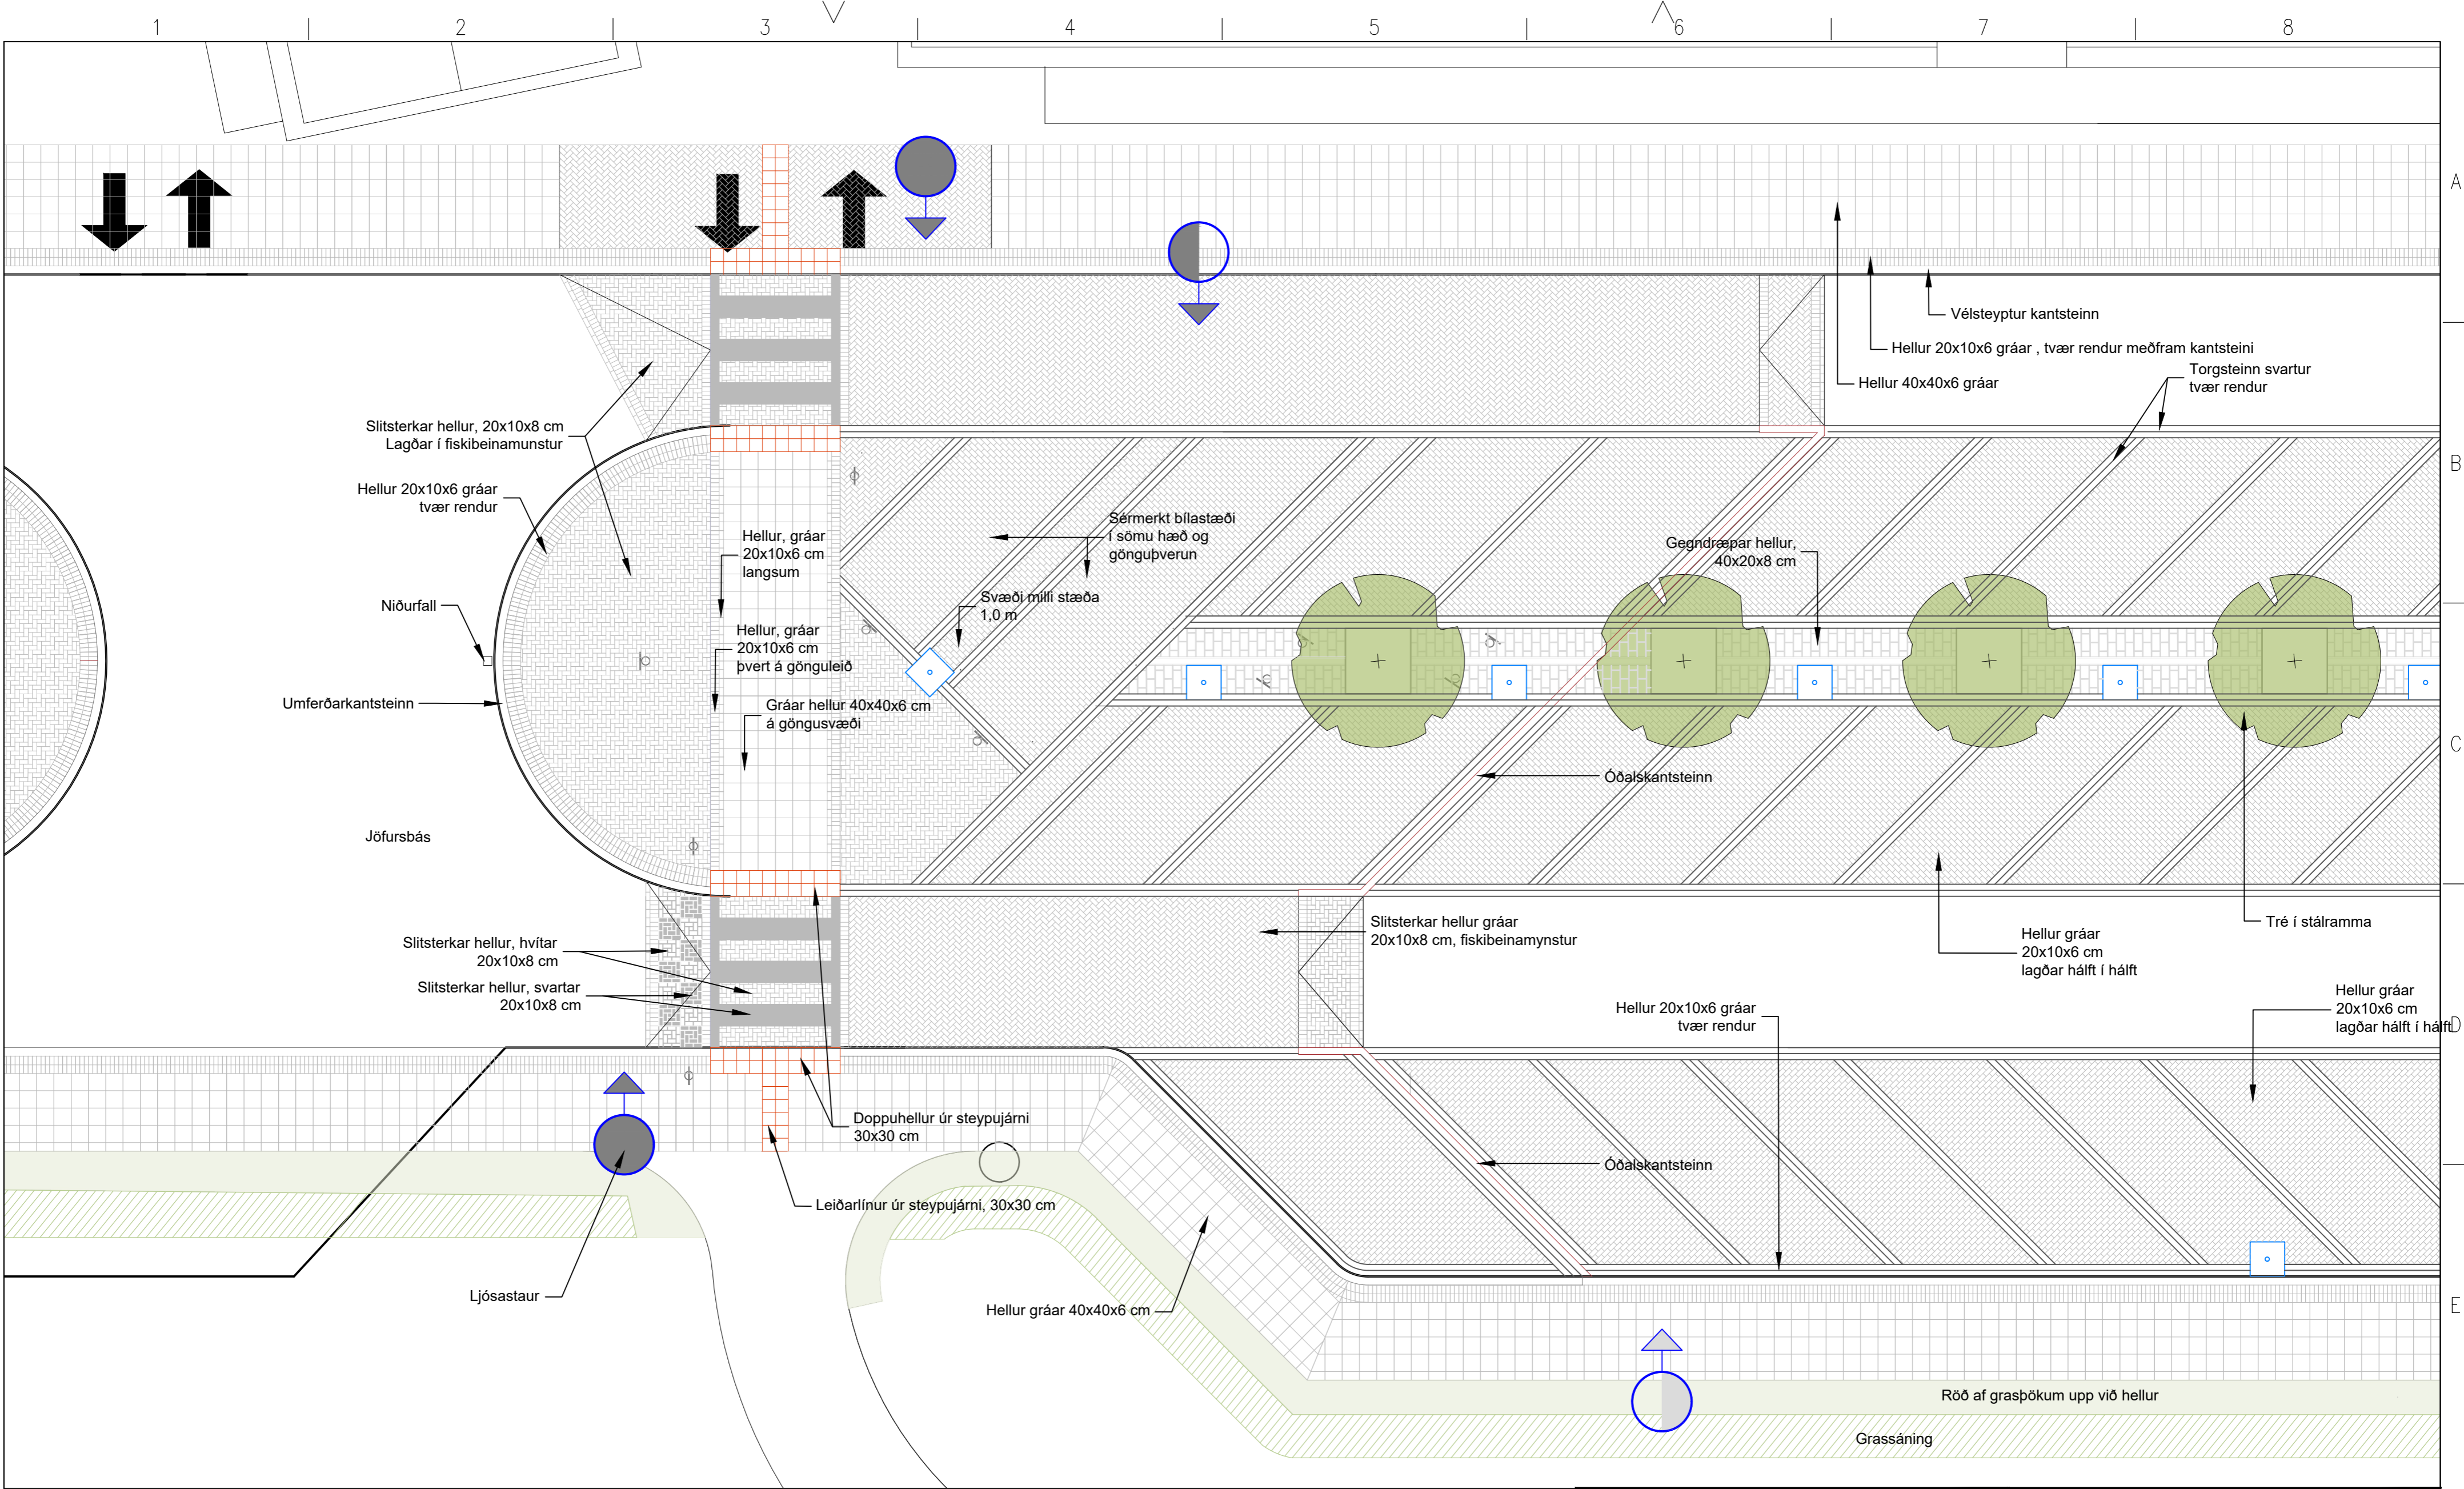 1 2 3 4 5 6 7 8
A
B
C
D
E
Vélsteyptur kantsteinn
Hellur 20x10x6 gráar , tvær rendur meðfram kantsteini
Hellur 40x40x6 gráar
Torgsteinn svartur
tvær rendur
Slitsterkar hellur, 20x10x8 cm
Lagðar í fiskibeinamunstur
Hellur 20x10x6 gráar
tvær rendur
Hellur, gráar
20x10x6 cm
langsum
Sérmerkt bílastæði
í sömu hæð og
gönguþverun
Gegndræpar hellur,
40x20x8 cm
Niðurfall
Svæði milli stæða
1,0 m
Hellur, gráar
20x10x6 cm
þvert á gönguleið
Umferðarkantsteinn
Gráar hellur 40x40x6 cm
á göngusvæði
Óðalskantsteinn
Jöfursbás
Slitsterkar hellur, hvítar
20x10x8 cm
Slitsterkar hellur, svartar
20x10x8 cm
Slitsterkar hellur gráar
20x10x8 cm, fiskibeinamynstur
Hellur gráar
20x10x6 cm
lagðar hálft í hálft
Tré í stálramma
Hellur 20x10x6 gráar
tvær rendur
Hellur gráar
20x10x6 cm
lagðar hálft í hálft
Doppuhellur úr steypujárni
30x30 cm
Óðalskantsteinn
Leiðarlínur úr steypujárni, 30x30 cm
Ljósastaur
Hellur gráar 40x40x6 cm
Röð af grasþökum upp við hellur
Grassáning